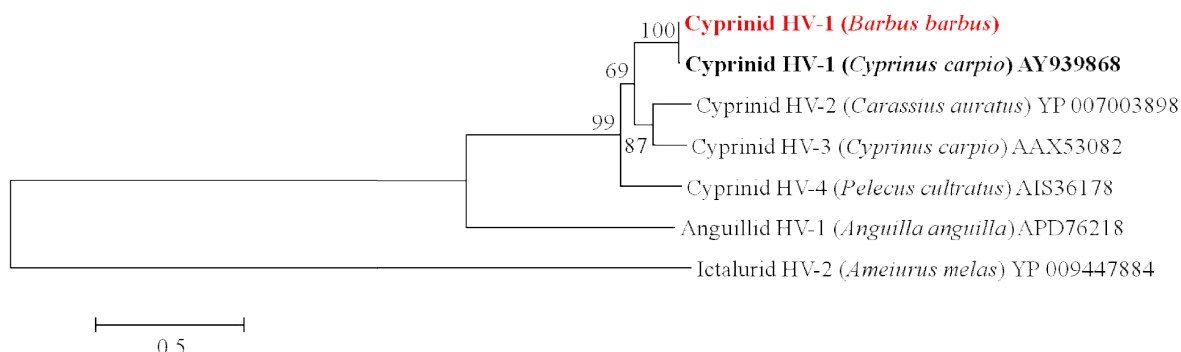 Cyprinid HV-1 (Barbus barbus)
100
Cyprinid HV-1 (Cyprinus carpio) AY939868
69
Cyprinid HV-2 (Carassius auratus) YP 007003898
99
87
Cyprinid HV-3 (Cyprinus carpio) AAX53082
Cyprinid HV-4 (Pelecus cultratus) AIS36178
Anguillid HV-1 (Anguilla anguilla) APD76218
Ictalurid HV-2 (Ameiurus melas) YP 009447884
0.5